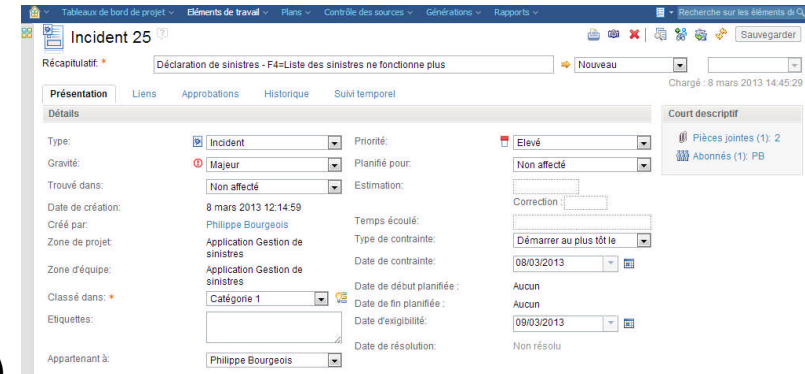 Tableaux de bord de projet Eléments de travail Plans Contrôle des sources Générations Rapports Recherche sur les éléments de
Incident 25 Sauvegarder
Récapitulatif: * Déclaration de sinistres - F4=Liste des sinistres ne fonctionne plus Nouveau
Chargé : 8 mars 2013 14:45:29
Présentation Liens Approbations Historique Suivi temporel
Détails Court descriptif
Type: Incident Priorité: Elevé Pièces jointes (1): 2
Gravité: Majeur Planifié pour: Non affecté Abonnés (1): PB
Trouvé dans: Non affecté Estimation:
Correction :
Date de création: 8 mars 2013 12:14:59
Créé par: Philippe Bourgeois Temps écoulé:
Zone de projet: Application Gestion de sinistres Type de contrainte: Démarrer au plus tôt le
Zone d'équipe: Application Gestion de sinistres Date de contrainte: 08/03/2013
Date de début planifiée : Aucun
Classé dans: * Catégorie 1 Date de fin planifiée : Aucun
Etiquettes: Date d'exigibilité: 09/03/2013
Date de résolution: Non résolu
Appartenant à: Philippe Bourgeois